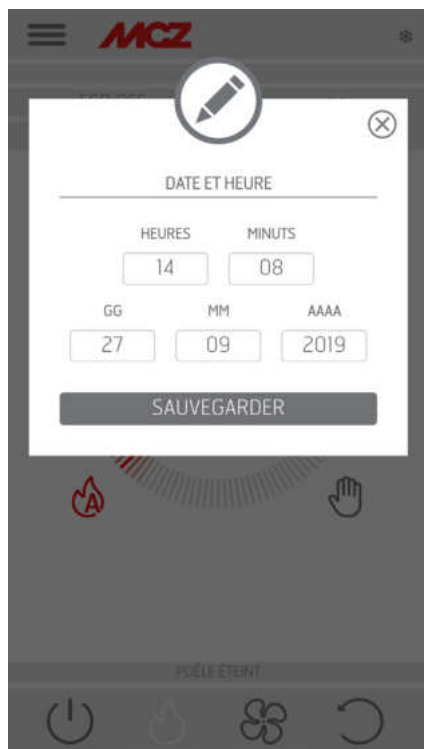 MCZ
DATE ET HEURE
HEURES MINUTS
14 08
GG MM AAAA
27 09 2019
SAUVEGARDER
A
POÊLE ÉTEINT